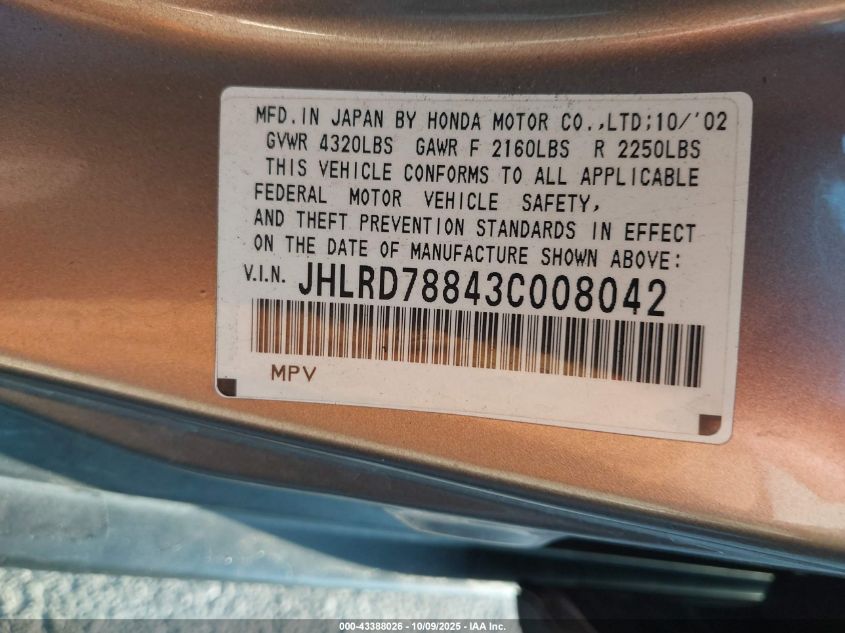 MFD.IN JAPAN BY HONDA MOTOR CO.,LTD;10/'02
GVWR 4320LBS GAWR F 2160LBS R 2250LBS
THIS VEHICLE CONFORMS TO ALL APPLICABLE
FEDERAL MOTOR VEHICLE SAFETY,
AND THEFT PREVENTION STANDARDS IN EFFECT
ON THE DATE OF MANUFACTURE SHOWN ABOVE:
V.I.N. JHLRD78843C008042
MPV
000-43388026 - 10/09/2025 - IAA Inc.